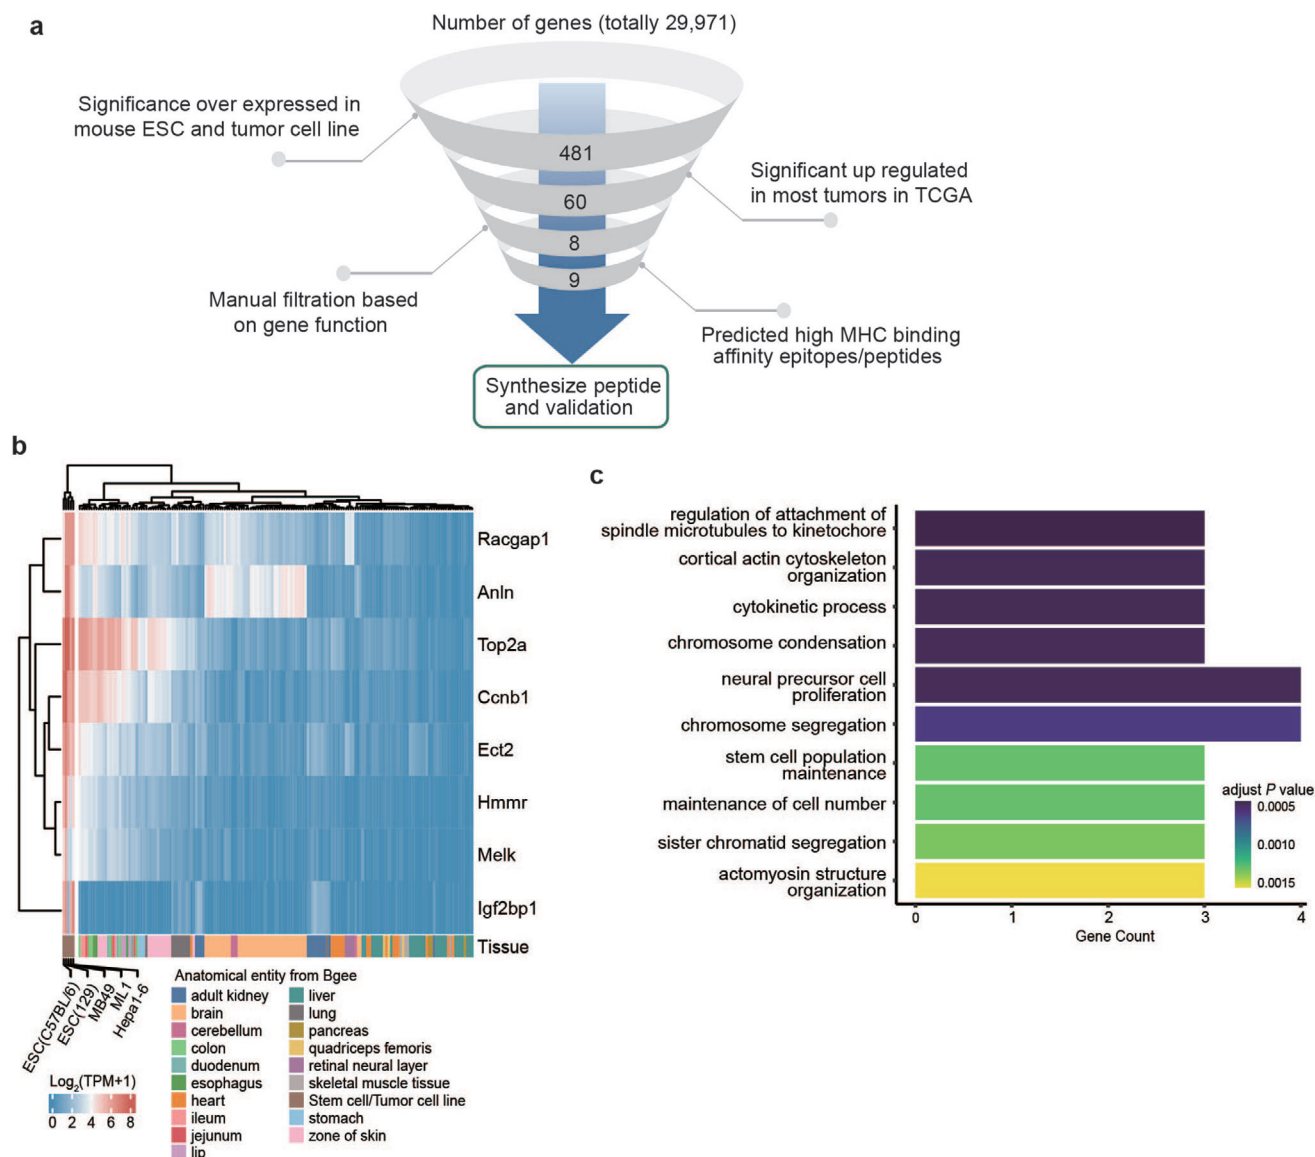 a
Number of genes (totally 29,971)
Significance over expressed in
mouse ESC and tumor cell line
481
Significant up regulated
in most tumors in TCGA
60
8
9
Manual filtration based
on gene function
Predicted high MHC binding
affinity epitopes/peptides
Synthesize peptide
and validation
b
Racgap1
Anln
Top2a
Ccnb1
Ect2
Hmmr
Melk
Igf2bp1
Tissue
ESC(C57BL/6)
ESC(129)
MB49
ML1
Hepa1-6
Log2(TPM+1)
0 2 4 6 8
Anatomical entity from Bgee
adult kidney
brain
cerebellum
colon
duodenum
esophagus
heart
ileum
jejunum
lip
liver
lung
pancreas
quadriceps femoris
retinal neural layer
skeletal muscle tissue
Stem cell/Tumor cell line
stomach
zone of skin
c
regulation of attachment of
spindle microtubules to kinetochore
cortical actin cytoskeleton
organization
cytokinetic process
chromosome condensation
neural precursor cell
proliferation
chromosome segregation
stem cell population
maintenance
maintenance of cell number
sister chromatid segregation
actomyosin structure
organization
adjust P value
0.0005
0.0010
0.0015
0 1 2 3 4
Gene Count